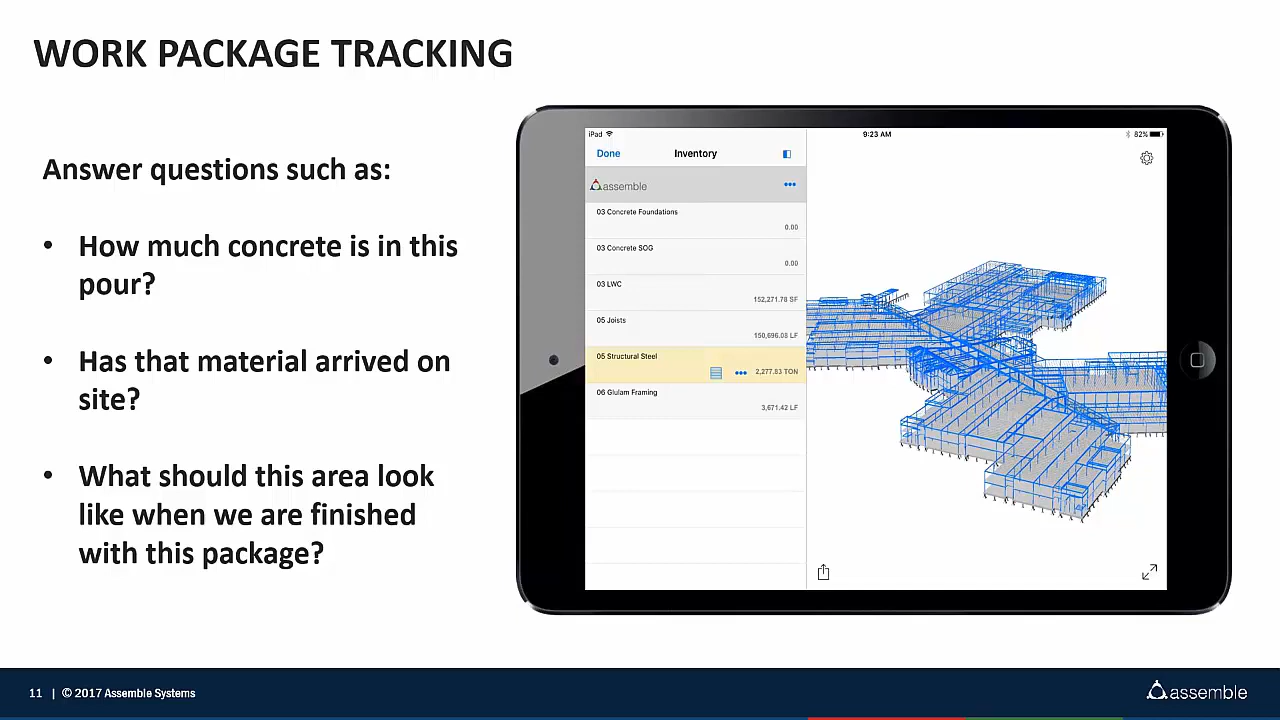 WORK PACKAGE TRACKING
Answer questions such as:
• How much concrete is in this
pour?
• Has that material arrived on
site?
• What should this area look
like when we are finished
with this package?
iPad 9:23 AM 82%
Done Inventory
assemble
03 Concrete Foundations
0.00
03 Concrete SOG
0.00
03 LWC
152,271.78 SF
05 Joists
150,696.08 LF
05 Structural Steel
2,277.83 TON
06 Glulam Framing
3,671.42 LF
11 | © 2017 Assemble Systems
assemble